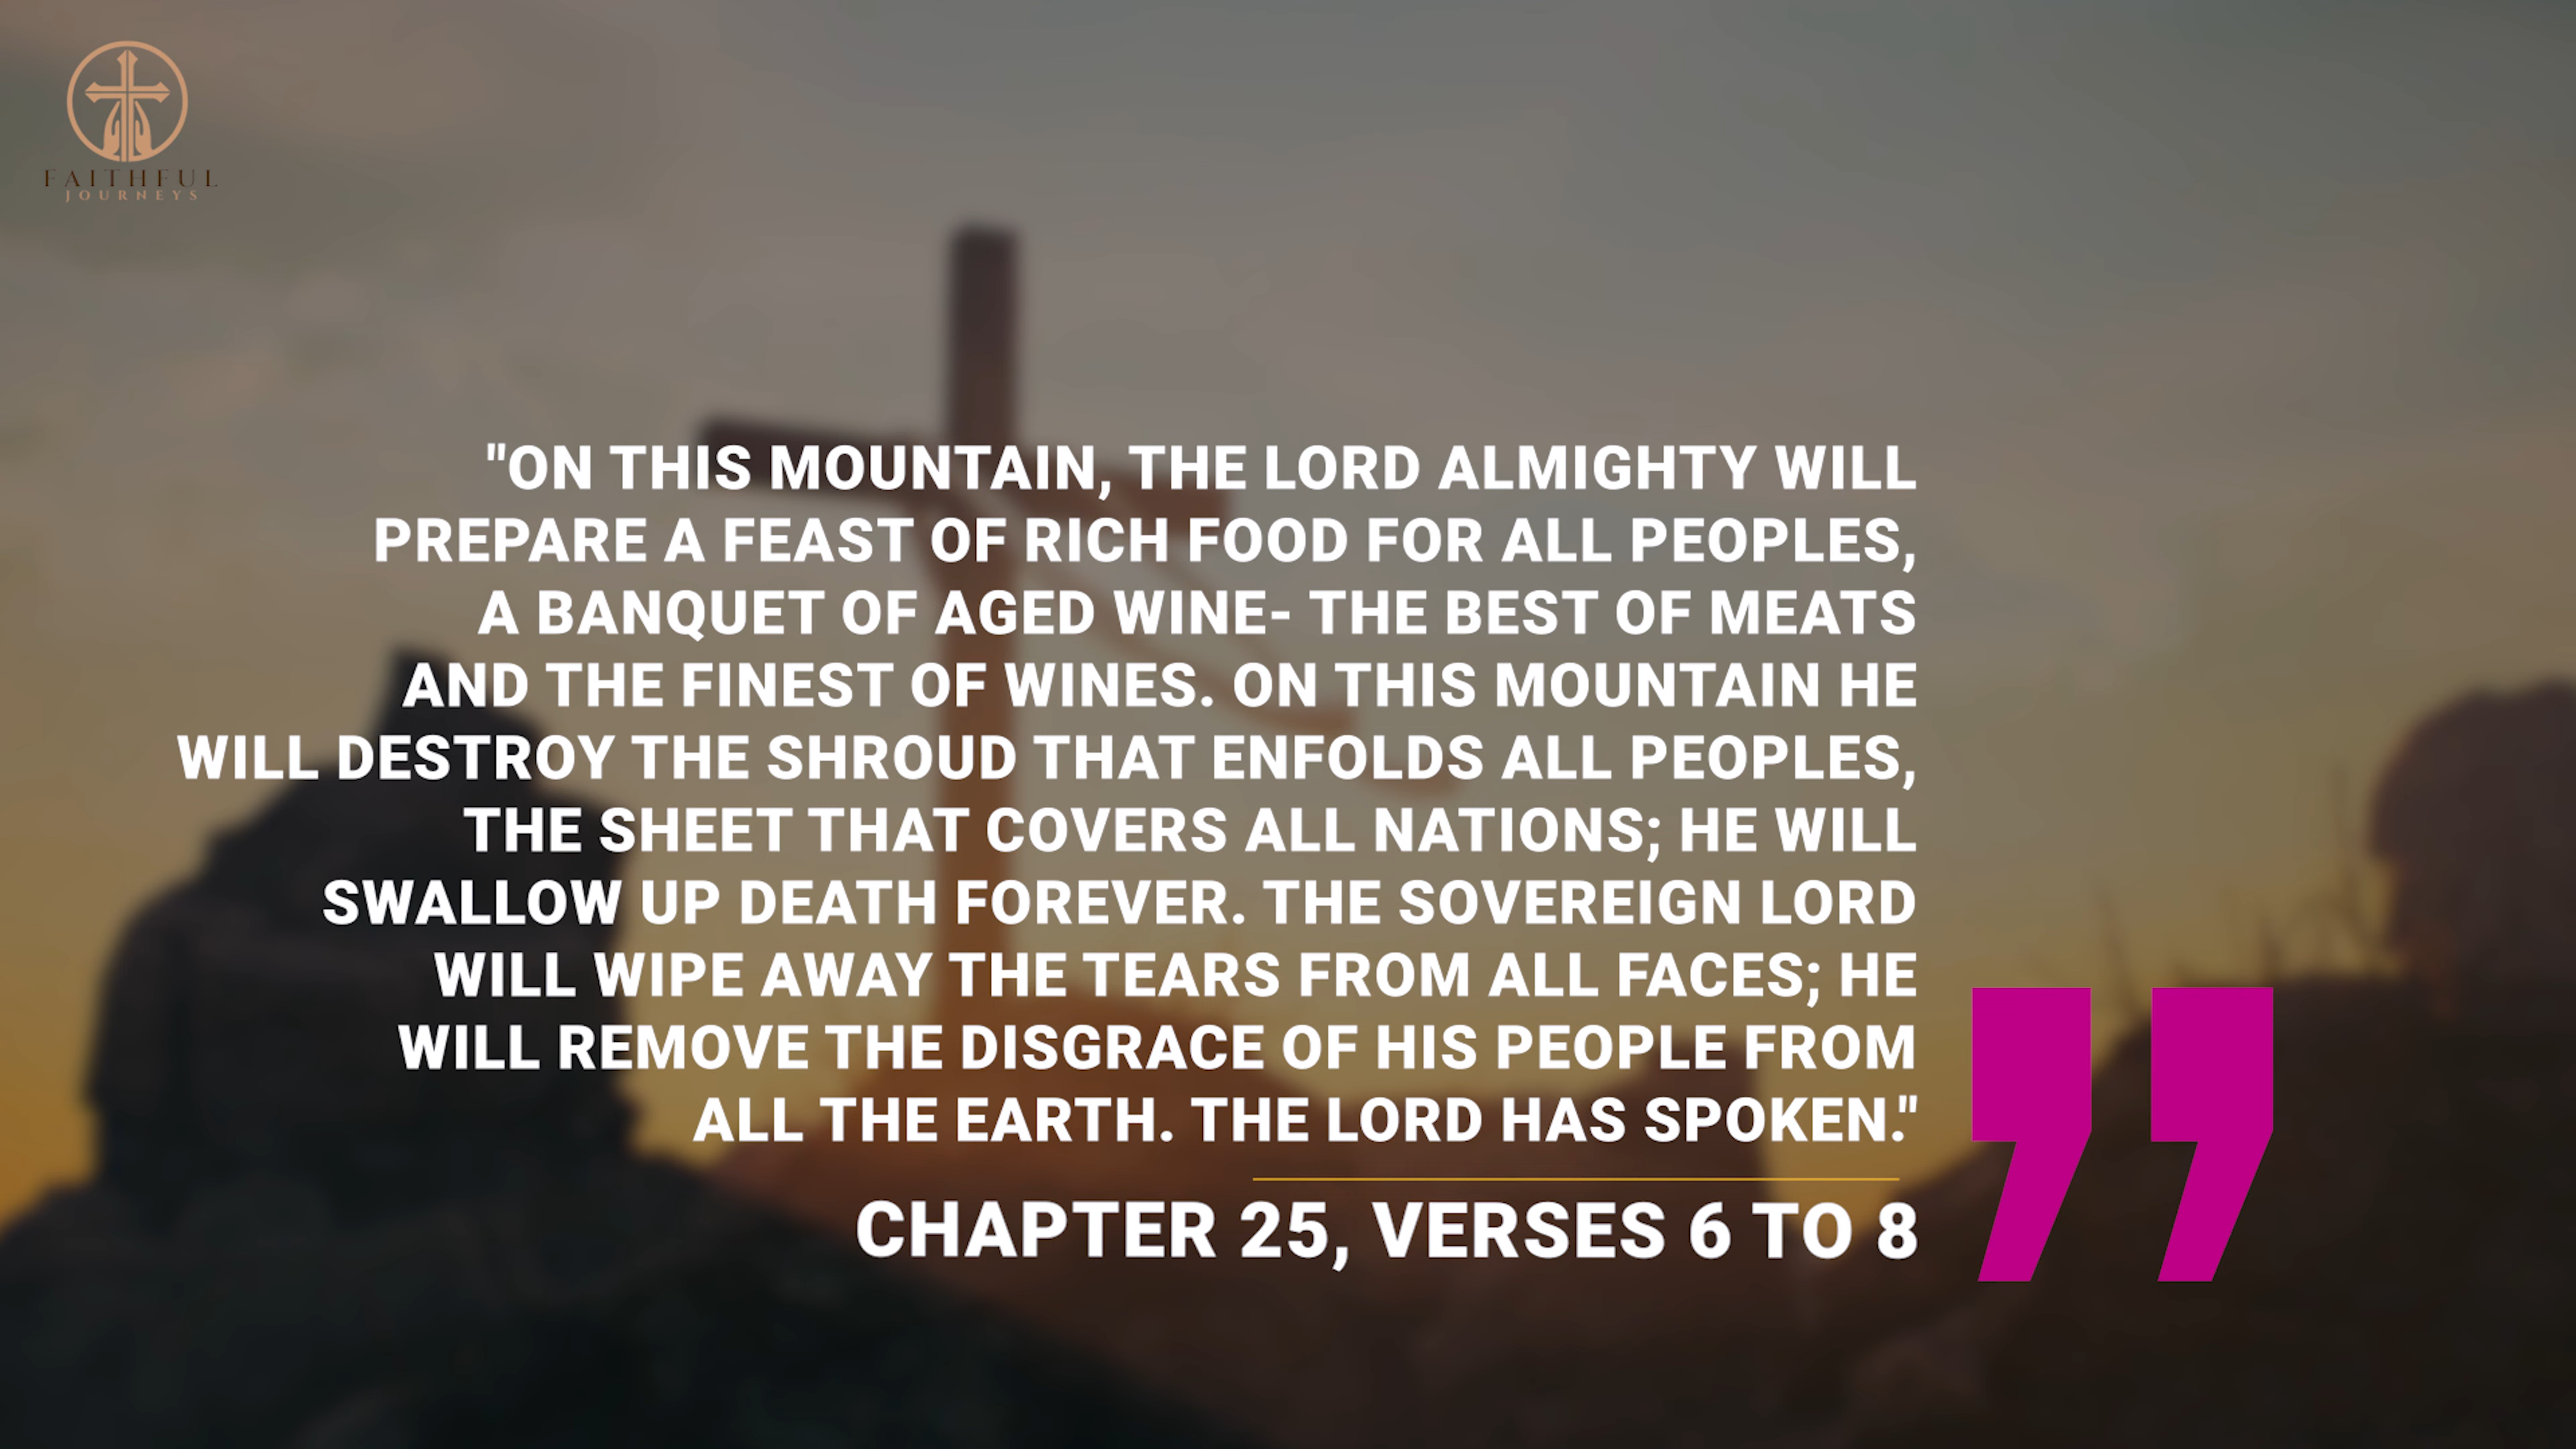 FAITHFUL
JOURNEYS
"ON THIS MOUNTAIN, THE LORD ALMIGHTY WILL
PREPARE A FEAST OF RICH FOOD FOR ALL PEOPLES,
A BANQUET OF AGED WINE- THE BEST OF MEATS
AND THE FINEST OF WINES. ON THIS MOUNTAIN HE
WILL DESTROY THE SHROUD THAT ENFOLDS ALL PEOPLES,
THE SHEET THAT COVERS ALL NATIONS; HE WILL
SWALLOW UP DEATH FOREVER. THE SOVEREIGN LORD
WILL WIPE AWAY THE TEARS FROM ALL FACES; HE
WILL REMOVE THE DISGRACE OF HIS PEOPLE FROM
ALL THE EARTH. THE LORD HAS SPOKEN."
CHAPTER 25, VERSES 6 TO 8
"